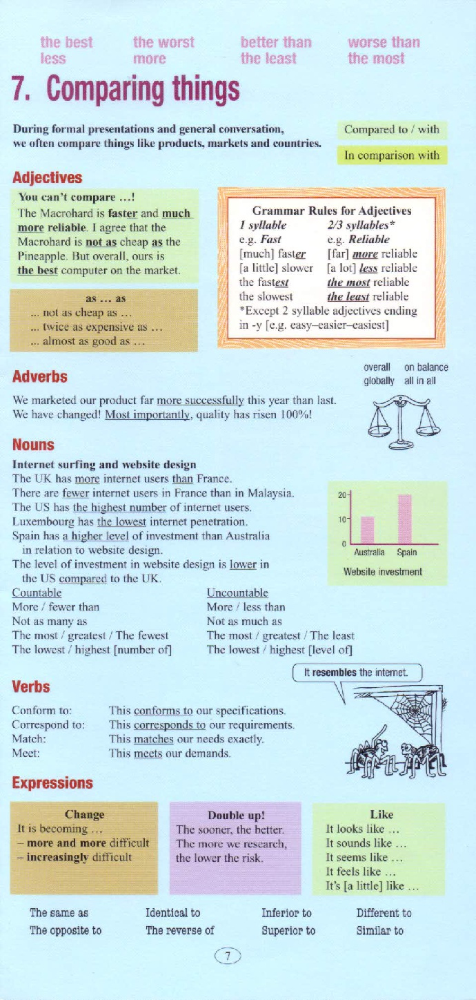 the best the worst better than worse than
less more the least the most
7. Comparing things
During formal presentations and general conversation,
we often compare things like products, markets and countries.
Compared to / with
In comparison with
Adjectives
You can't compare ...!
The Macrohard is faster and much
more reliable. I agree that the
Macrohard is not as cheap as the
Pineapple. But overall, ours is
the best computer on the market.
as ... as
... not as cheap as ...
... twice as expensive as ...
... almost as good as ...
Grammar Rules for Adjectives
1 syllable 2/3 syllables*
e.g. Fast e.g. Reliable
[much] faster [far] more reliable
[a little] slower [a lot] less reliable
the fastest the most reliable
the slowest the least reliable
*Except 2 syllable adjectives ending
in -y [e.g. easy–easier–easiest]
Adverbs
We marketed our product far more successfully this year than last.
We have changed! Most importantly, quality has risen 100%!
overall on balance
globally all in all
Nouns
Internet surfing and website design
The UK has more internet users than France.
There are fewer internet users in France than in Malaysia.
The US has the highest number of internet users.
Luxembourg has the lowest internet penetration.
Spain has a higher level of investment than Australia
in relation to website design.
The level of investment in website design is lower in
the US compared to the UK.
20
10
0
Australia Spain
Website investment
Countable Uncountable
More / fewer than More / less than
Not as many as Not as much as
The most / greatest / The fewest The most / greatest / The least
The lowest / highest [number of] The lowest / highest [level of]
It resembles the internet.
Verbs
Conform to: This conforms to our specifications.
Correspond to: This corresponds to our requirements.
Match: This matches our needs exactly.
Meet: This meets our demands.
Expressions
Change
It is becoming ...
– more and more difficult
– increasingly difficult
Double up!
The sooner, the better.
The more we research,
the lower the risk.
Like
It looks like ...
It sounds like ...
It seems like ...
It feels like ...
It's [a little] like ...
The same as Identical to Inferior to Different to
The opposite to The reverse of Superior to Similar to
7